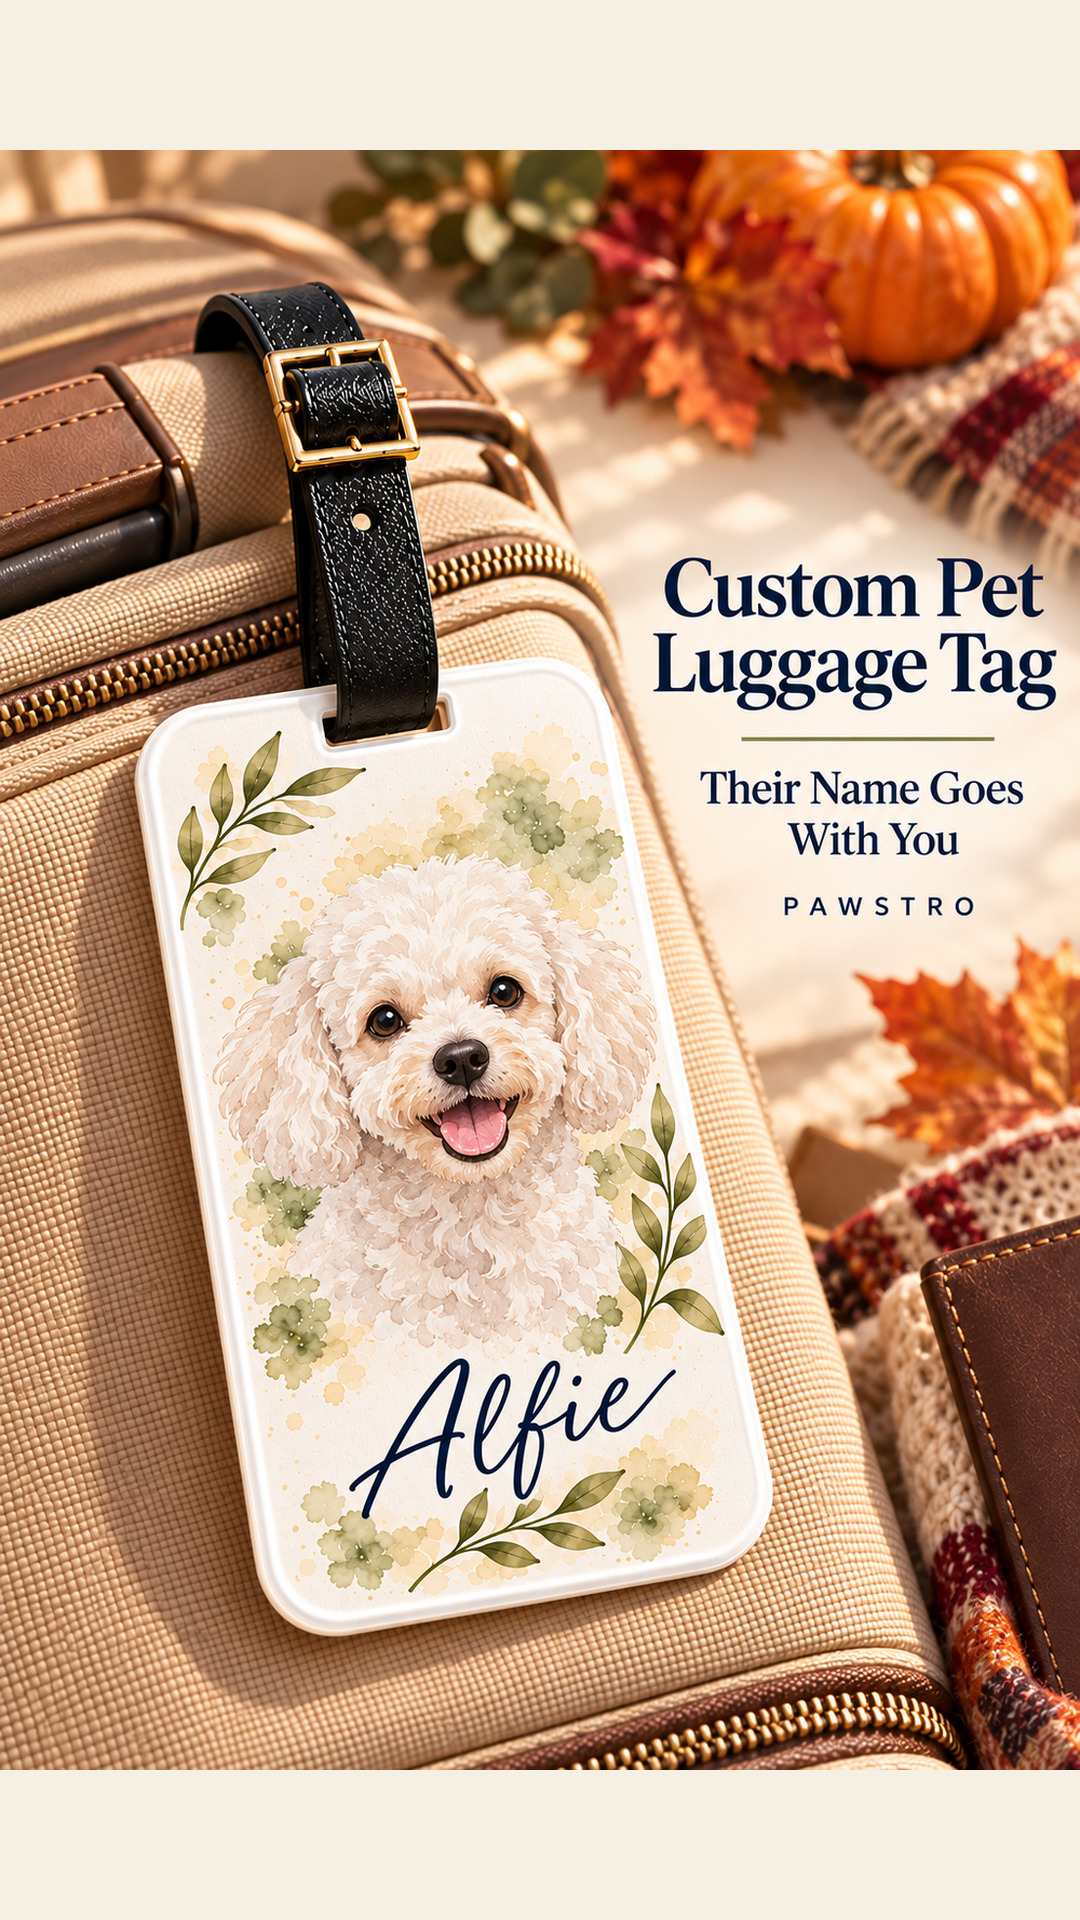 Custom Pet
Luggage Tag
Their Name Goes
With You
PAWSTRO
Alfie